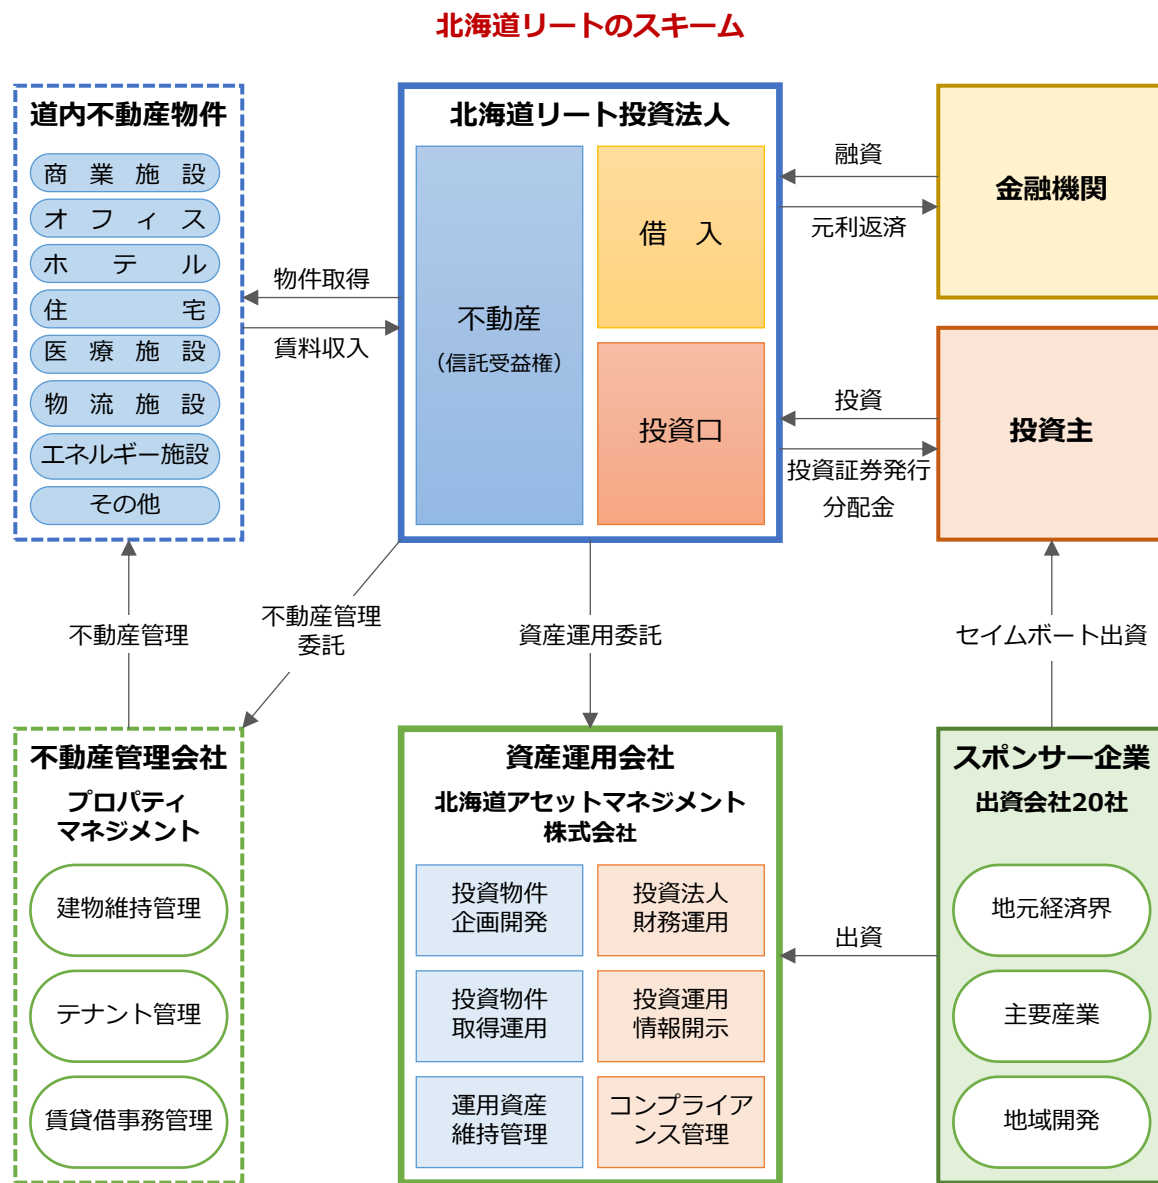 北海道リートのスキーム
道内不動産物件
商業施設
オフィス
ホテル
住宅
医療施設
物流施設
エネルギー施設
その他
物件取得
賃料収入
北海道リート投資法人
不動産
（信託受益権）
借入
投資口
融資
元利返済
金融機関
投資
投資証券発行
分配金
投資主
不動産管理
不動産管理
委託
資産運用委託
セイムボート出資
不動産管理会社
プロパティ
マネジメント
建物維持管理
テナント管理
賃貸借事務管理
資産運用会社
北海道アセットマネジメント
株式会社
投資物件
企画開発
投資法人
財務運用
投資物件
取得運用
投資運用
情報開示
運用資産
維持管理
コンプライア
ンス管理
出資
スポンサー企業
出資会社20社
地元経済界
主要産業
地域開発